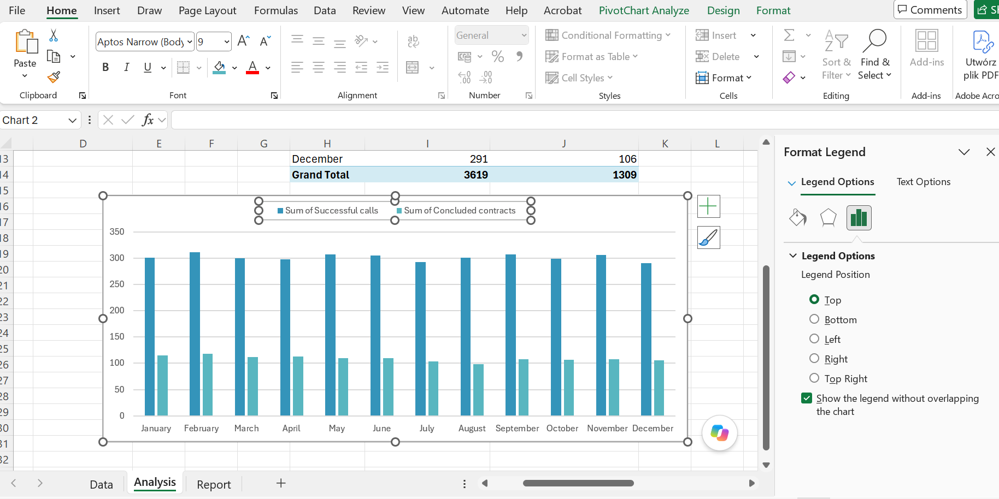 File Home Insert Draw Page Layout Formulas Data Review View Automate Help Acrobat PivotChart Analyze Design Format Comments
Paste
Clipboard
Aptos Narrow (Body 9
A A
B I U A
Font
ab
Alignment
General
% 
Number
Conditional Formatting
Format as Table
Cell Styles
Styles
Insert
Delete
Format
Cells
Sort & Filter
Find & Select
Editing
Add-ins
Add-ins
Utwórz
plik PDF
Adobe Acro
Chart 2 fx
D E F G H I J K L
13 December 291 106
14 Grand Total 3619 1309
15
16
17
18
19
20
21
22
23
24
25
26
27
28
29
30
31
32
Sum of Successful calls Sum of Concluded contracts
350
300
250
200
150
100
50
0
January February March April May June July August September October November December
Data Analysis Report
Format Legend
Legend Options Text Options
Legend Options
Legend Position
Top
Bottom
Left
Right
Top Right
Show the legend without overlapping
the chart